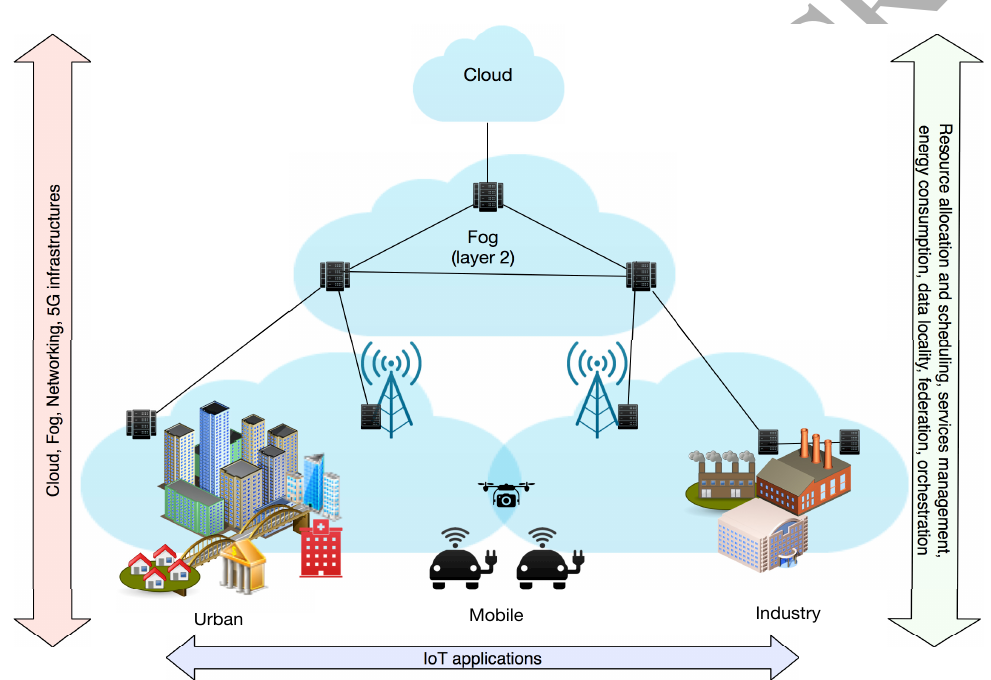 Cloud
Fog
(layer 2)
Cloud, Fog, Networking, 5G infrastructures
Resource allocation and scheduling, services management,
energy consumption, data locality, federation, orchestration
Urban
Mobile
Industry
IoT applications